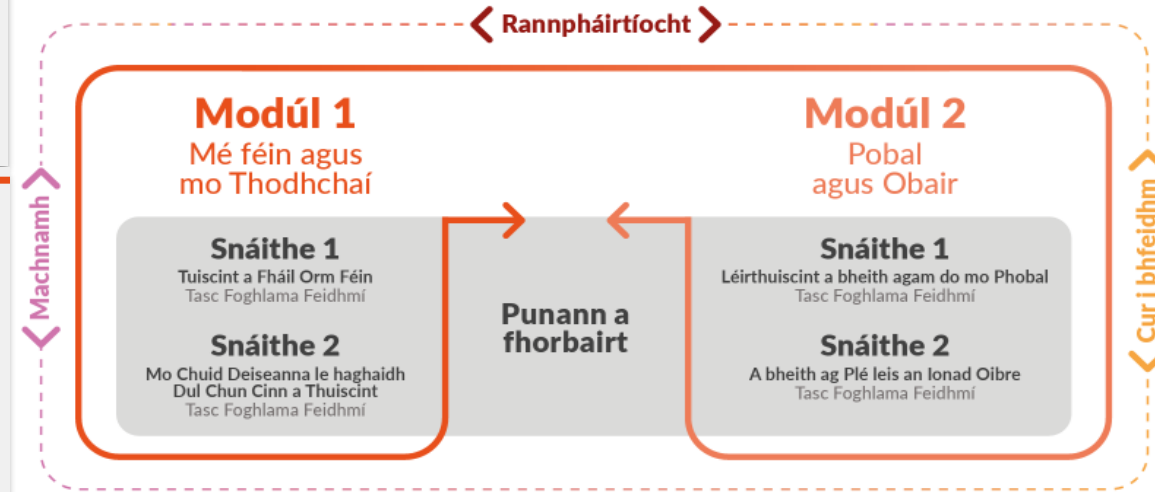 Rannpháirtíocht
Machnamh
Modúl 1
Mé féin agus
mo Thodhchaí
Snáithe 1
Tuiscint a Fháil Orm Féin
Tasc Foghlama Feidhmí
Snáithe 2
Mo Chuid Deiseanna le haghaidh
Dul Chun Cinn a Thuiscint
Tasc Foghlama Feidhmí
Punann a
fhorbairt
Modúl 2
Pobal
agus Obair
Snáithe 1
Léirthuiscint a bheith agam do mo Phobal
Tasc Foghlama Feidhmí
Snáithe 2
A bheith ag Plé leis an Ionad Oibre
Tasc Foghlama Feidhmí
Cur i bhfeidhm